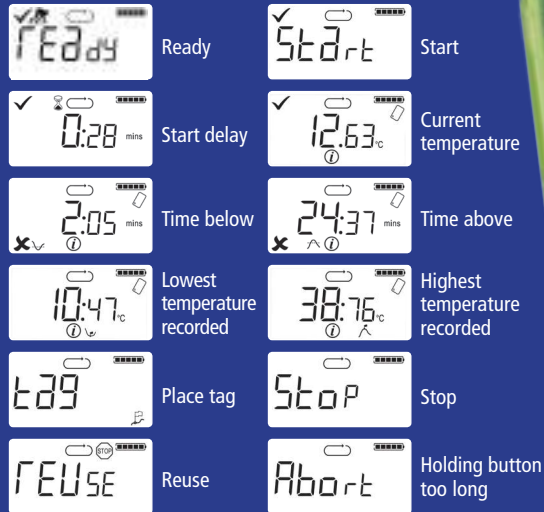 rEAdy
Ready
StArt
Start
0:28 mins
Start delay
12.63°C
i
Current
temperature
2:05 mins
i
Time below
24:37 mins
i
Time above
10:47°C
i
Lowest
temperature
recorded
38:76°C
i
Highest
temperature
recorded
tag
Place tag
StoP
Stop
STOP
rEUSE
Reuse
Abort
Holding button
too long